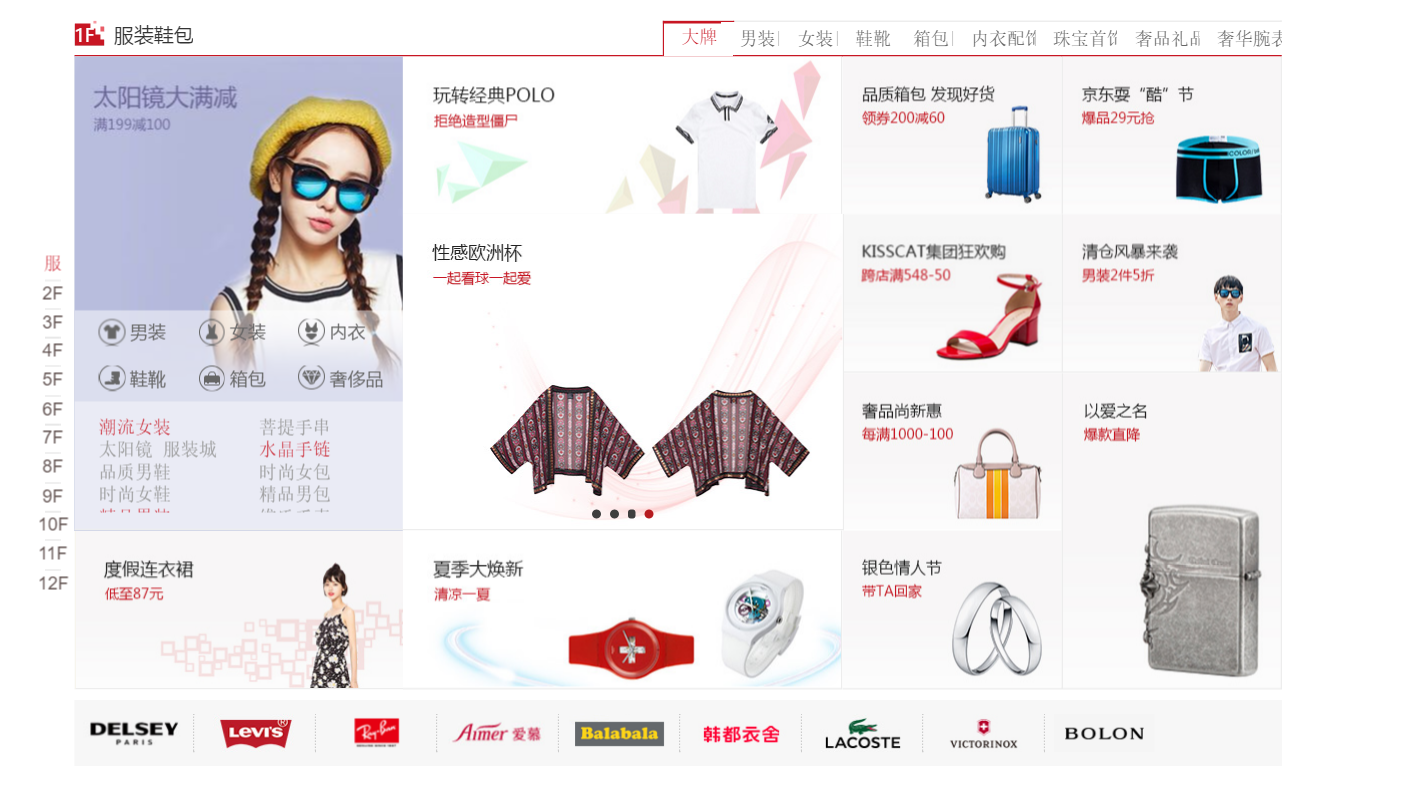 1F 服装鞋包
大牌 男装 女装 鞋靴 箱包 内衣配饰 珠宝首饰 奢品礼品 奢华腕表
太阳镜大满减
满199减100
男装 女装 内衣
鞋靴 箱包 奢侈品
潮流女装 菩提手串
太阳镜 服装城 水晶手链
品质男鞋 时尚女包
时尚女鞋 精品男包
玩转经典POLO
拒绝造型僵尸
性感欧洲杯
一起看球一起爱
品质箱包 发现好货
领券200减60
京东耍“酷”节
爆品29元抢
KISSCAT集团狂欢购
跨店满548-50
清仓风暴来袭
男装2件5折
奢品尚新惠
每满1000-100
以爱之名
爆款直降
度假连衣裙
低至87元
夏季大焕新
清凉一夏
银色情人节
带TA回家
服
2F
3F
4F
5F
6F
7F
8F
9F
10F
11F
12F
DELSEY
PARIS
LEVI'S®
Ray-Ban
Aimer 爱慕
Balabala
韩都衣舍
LACOSTE
VICTORINOX
BOLON